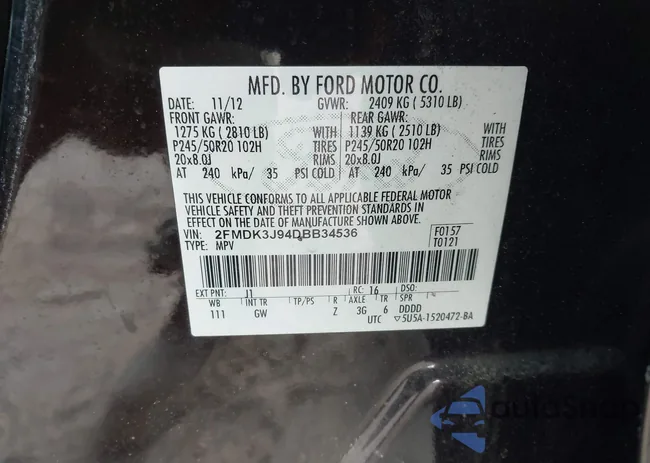 MFD. BY FORD MOTOR CO.
DATE: 11/12 GVWR: 2409 KG ( 5310 LB)
FRONT GAWR: REAR GAWR:
1275 KG ( 2810 LB) WITH 1139 KG ( 2510 LB) WITH
P245/50R20 102H TIRES P245/50R20 102H TIRES
20x8.0J RIMS 20x8.0J RIMS
AT 240 kPa/ 35 PSI COLD AT 240 kPa/ 35 PSI COLD
THIS VEHICLE CONFORMS TO ALL APPLICABLE FEDERAL MOTOR
VEHICLE SAFETY AND THEFT PREVENTION STANDARDS IN
EFFECT ON THE DATE OF MANUFACTURE SHOWN ABOVE.
VIN: 2FMDK3J94DBB34536 F0157
TYPE: MPV T0121
EXT PNT: J1 RC: 16 DSO:
WB INT TR TP/PS R AXLE TR SPR
111 GW Z 3G 6 DDDD
UTC ▽5U5A-1520472-BA
autoShop